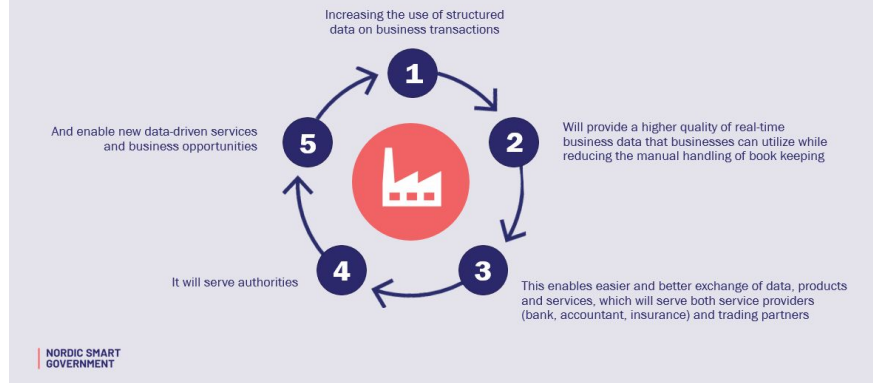 Increasing the use of structured
data on business transactions
1
2
Will provide a higher quality of real-time
business data that businesses can utilize while
reducing the manual handling of book keeping
3
This enables easier and better exchange of data, products
and services, which will serve both service providers
(bank, accountant, insurance) and trading partners
4
It will serve authorities
5
And enable new data-driven services
and business opportunities
NORDIC SMART
GOVERNMENT